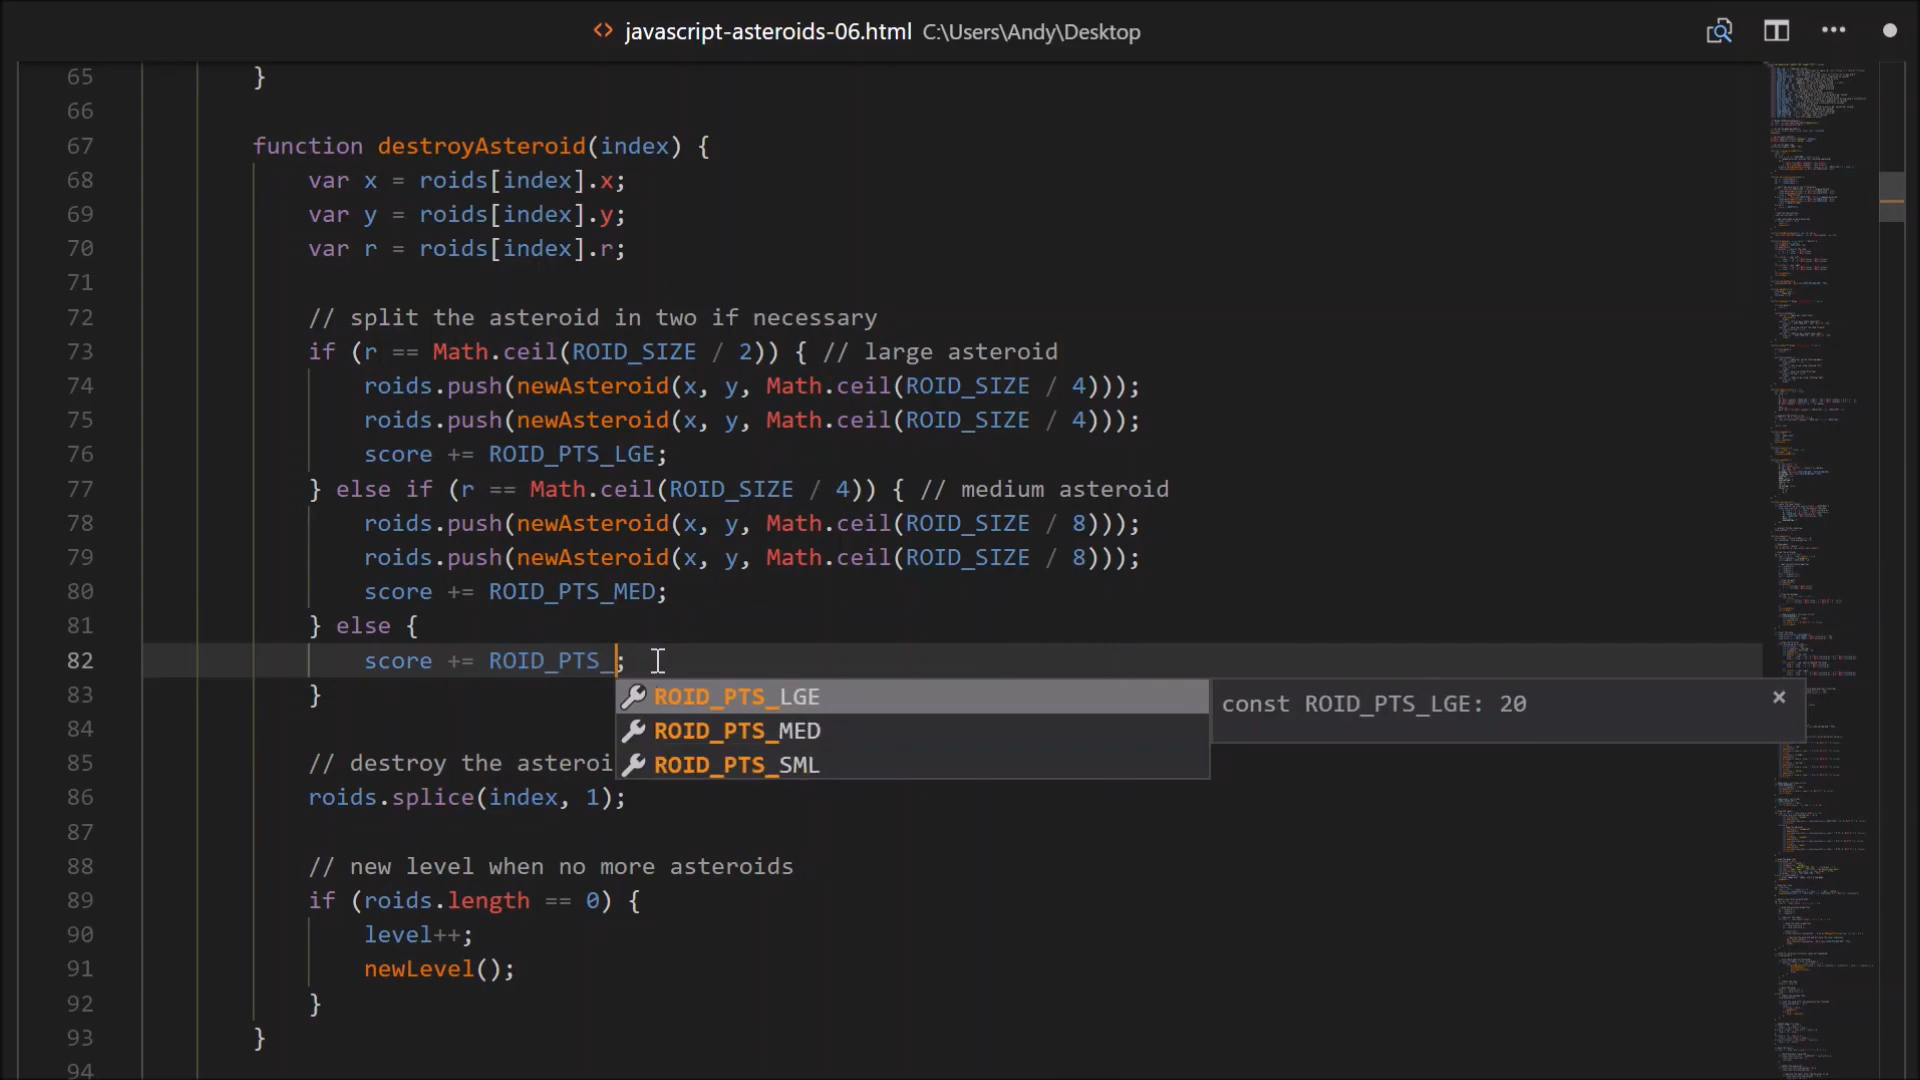 <> javascript-asteroids-06.html C:\Users\Andy\Desktop
65 }
66
67 function destroyAsteroid(index) {
68 var x = roids[index].x;
69 var y = roids[index].y;
70 var r = roids[index].r;
71
72 // split the asteroid in two if necessary
73 if (r == Math.ceil(ROID_SIZE / 2)) { // large asteroid
74 roids.push(newAsteroid(x, y, Math.ceil(ROID_SIZE / 4)));
75 roids.push(newAsteroid(x, y, Math.ceil(ROID_SIZE / 4)));
76 score += ROID_PTS_LGE;
77 } else if (r == Math.ceil(ROID_SIZE / 4)) { // medium asteroid
78 roids.push(newAsteroid(x, y, Math.ceil(ROID_SIZE / 8)));
79 roids.push(newAsteroid(x, y, Math.ceil(ROID_SIZE / 8)));
80 score += ROID_PTS_MED;
81 } else {
82 score += ROID_PTS_;
83 }
ROID_PTS_LGE const ROID_PTS_LGE: 20 ×
84 ROID_PTS_MED
85 // destroy the asteroi ROID_PTS_SML
86 roids.splice(index, 1);
87
88 // new level when no more asteroids
89 if (roids.length == 0) {
90 level++;
91 newLevel();
92 }
93 }
94